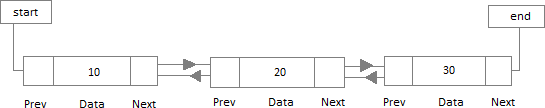 start
end
10
20
30
Prev Data Next Prev Data Next Prev Data Next